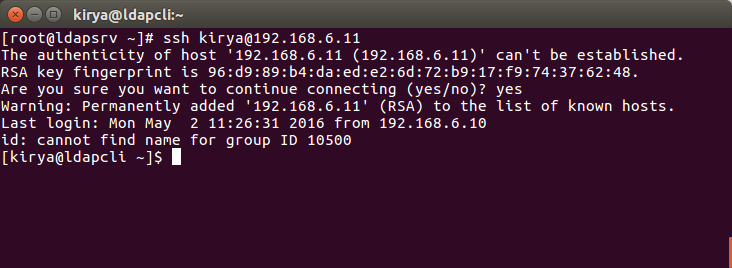 kirya@ldapcli:~
[root@ldapsrv ~]# ssh kirya@192.168.6.11
The authenticity of host '192.168.6.11 (192.168.6.11)' can't be established.
RSA key fingerprint is 96:d9:89:b4:da:ed:e2:6d:72:b9:17:f9:74:37:62:48.
Are you sure you want to continue connecting (yes/no)? yes
Warning: Permanently added '192.168.6.11' (RSA) to the list of known hosts.
Last login: Mon May  2 11:26:31 2016 from 192.168.6.10
id: cannot find name for group ID 10500
[kirya@ldapcli ~]$